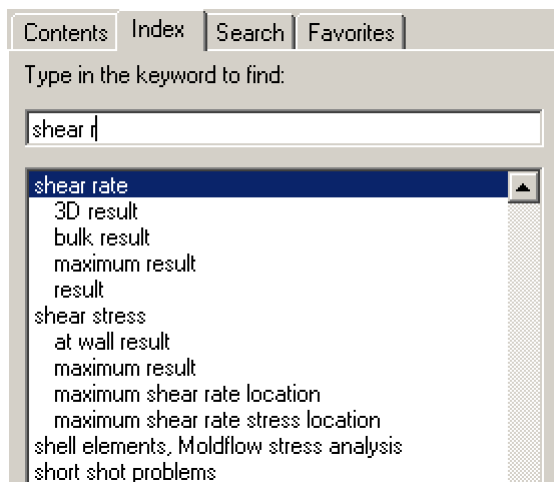 Contents Index Search Favorites
Type in the keyword to find:
shear r
shear rate
3D result
bulk result
maximum result
result
shear stress
at wall result
maximum result
maximum shear rate location
maximum shear rate stress location
shell elements, Moldflow stress analysis
short shot problems